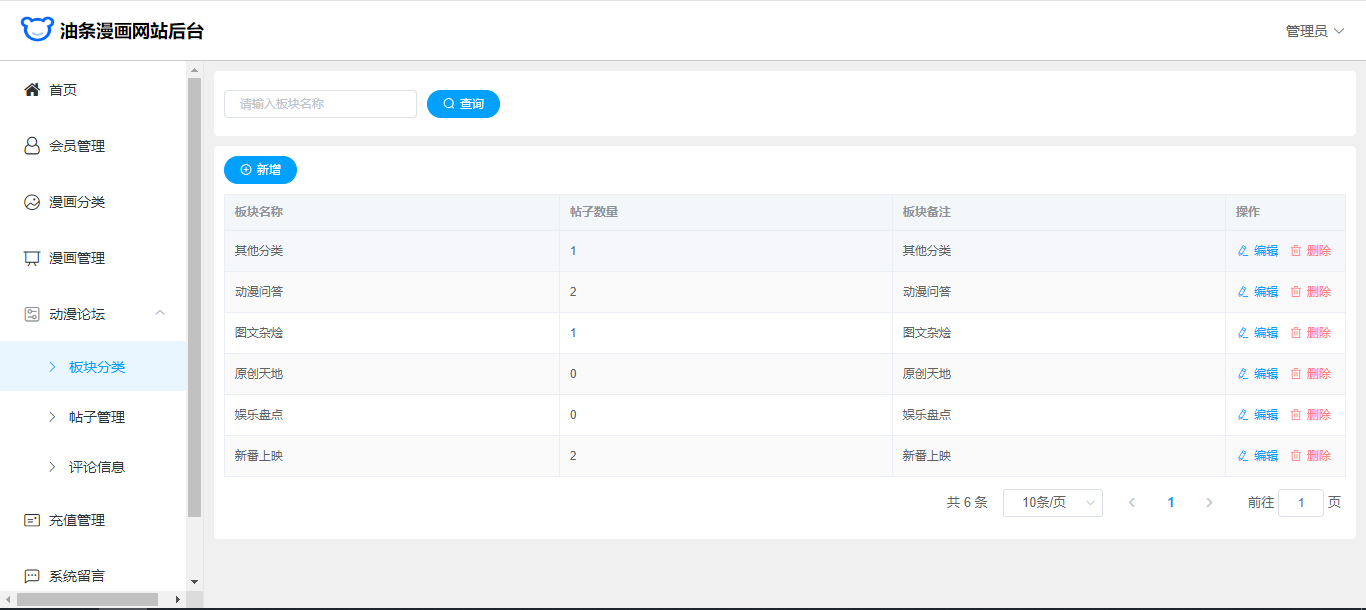 油条漫画网站后台
管理员
首页
会员管理
漫画分类
漫画管理
动漫论坛
板块分类
帖子管理
评论信息
充值管理
系统留言
请输入板块名称
查询
新增
板块名称 帖子数量 板块备注 操作
其他分类 1 其他分类 编辑 删除
动漫问答 2 动漫问答 编辑 删除
图文杂烩 1 图文杂烩 编辑 删除
原创天地 0 原创天地 编辑 删除
娱乐盘点 0 娱乐盘点 编辑 删除
新番上映 2 新番上映 编辑 删除
共 6 条 10条/页 1 前往 1 页